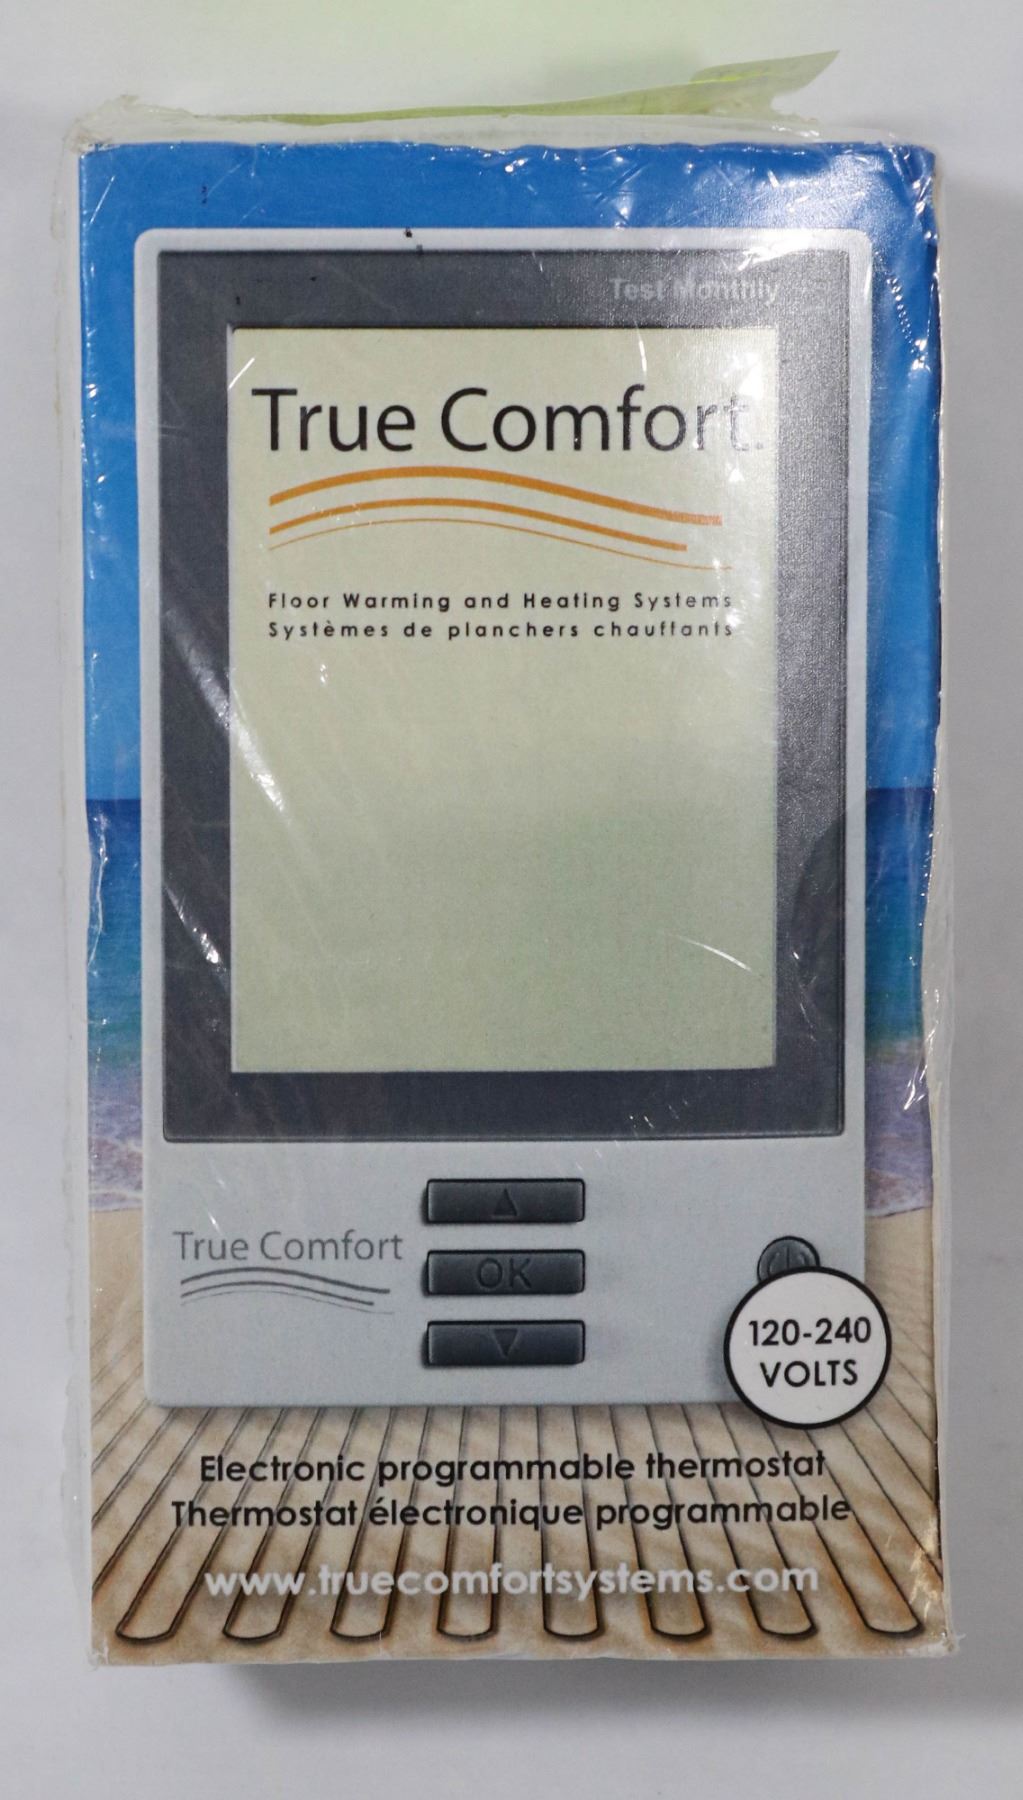 Test Monthly
True Comfort.
Floor Warming and Heating Systems
Systèmes de planchers chauffants
True Comfort
OK
120-240
VOLTS
Electronic programmable thermostat
Thermostat électronique programmable
www.truecomfortsystems.com